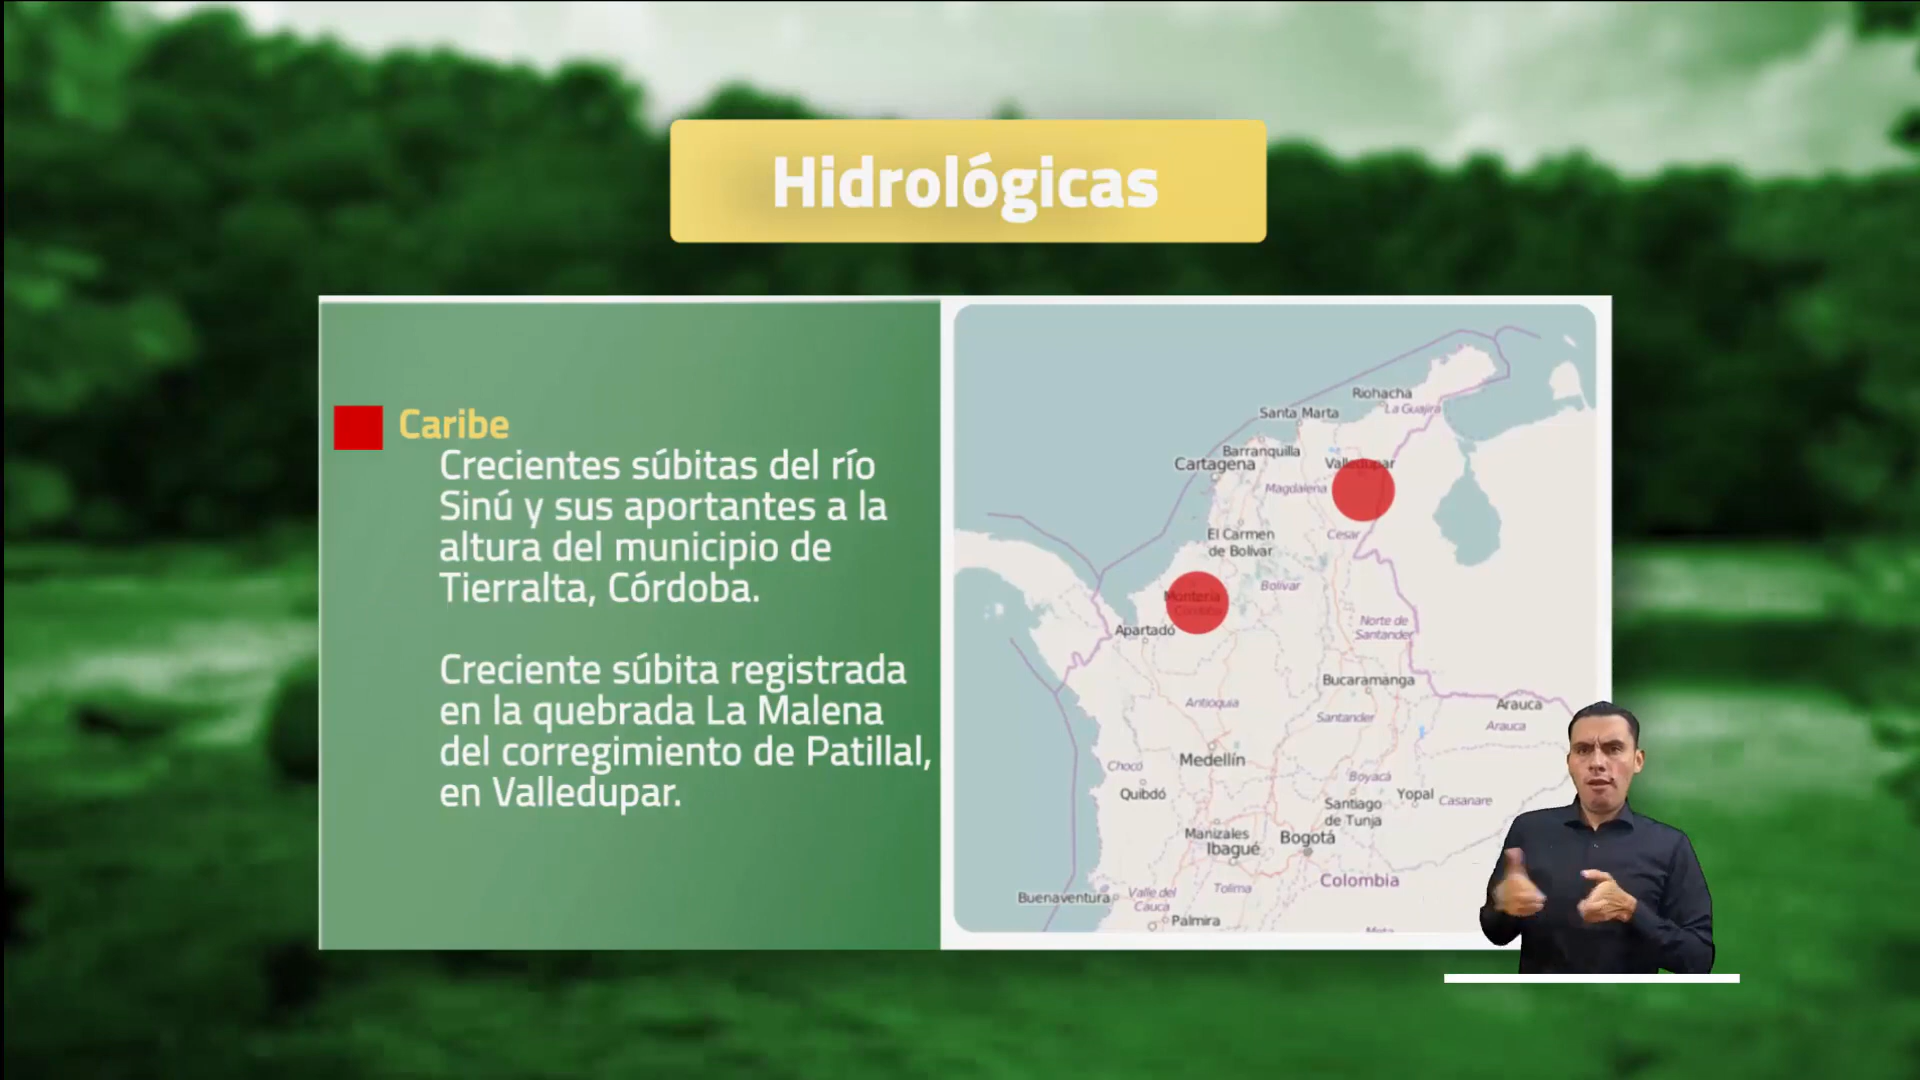 Hidrológicas
Caribe
Crecientes súbitas del río
Sinú y sus aportantes a la
altura del municipio de
Tierralta, Córdoba.
Creciente súbita registrada
en la quebrada La Malena
del corregimiento de Patillal,
en Valledupar.
Riohacha
La Guajira
Santa Marta
Barranquilla
Cartagena
Valledupar
Magdalena
El Carmen
de Bolívar
Cesar
Bolívar
Montería
Córdoba
Apartadó
Norte de
Santander
Bucaramanga
Antioquia
Santander
Arauca
Arauca
Medellín
Chocó
Boyacá
Quibdó
Yopal
Casanare
Santiago
de Tunja
Manizales
Ibagué
Bogotá
Colombia
Tolima
Buenaventura
Valle del
Cauca
Palmira
Meta